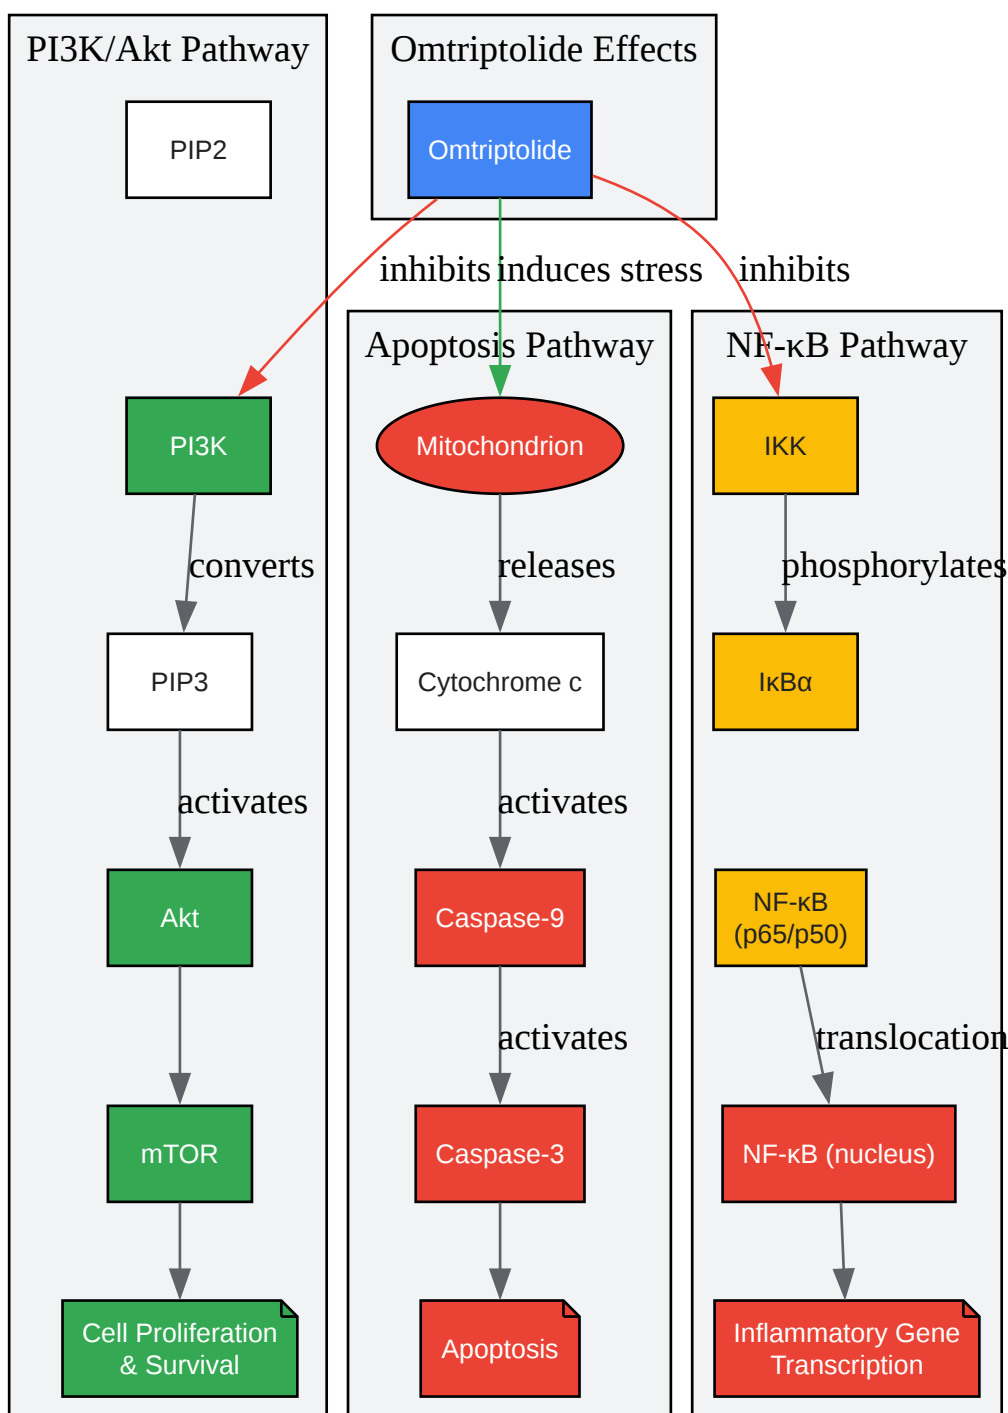 PI3K/Akt Pathway
PIP2
PI3K
converts
PIP3
activates
Akt
mTOR
Cell Proliferation
& Survival
Omtriptolide Effects
Omtriptolide
inhibits
induces stress
inhibits
Apoptosis Pathway
Mitochondrion
releases
Cytochrome c
activates
Caspase-9
activates
Caspase-3
Apoptosis
NF-κB Pathway
IKK
phosphorylates
IκBα
NF-κB
(p65/p50)
translocation
NF-κB (nucleus)
Inflammatory Gene
Transcription